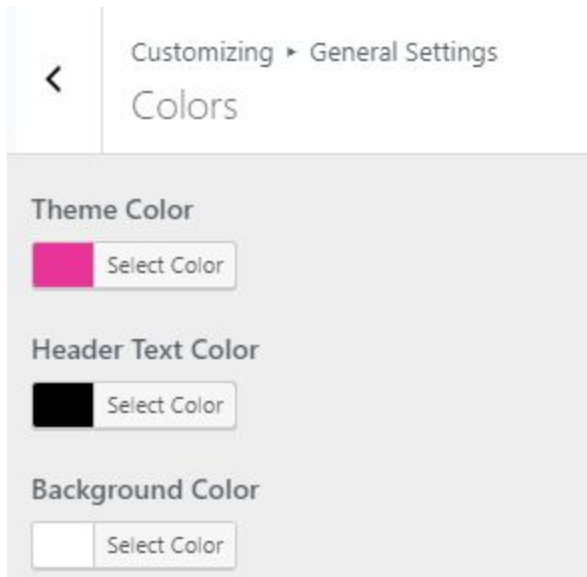 Customizing ▸ General Settings
Colors
Theme Color
Select Color
Header Text Color
Select Color
Background Color
Select Color